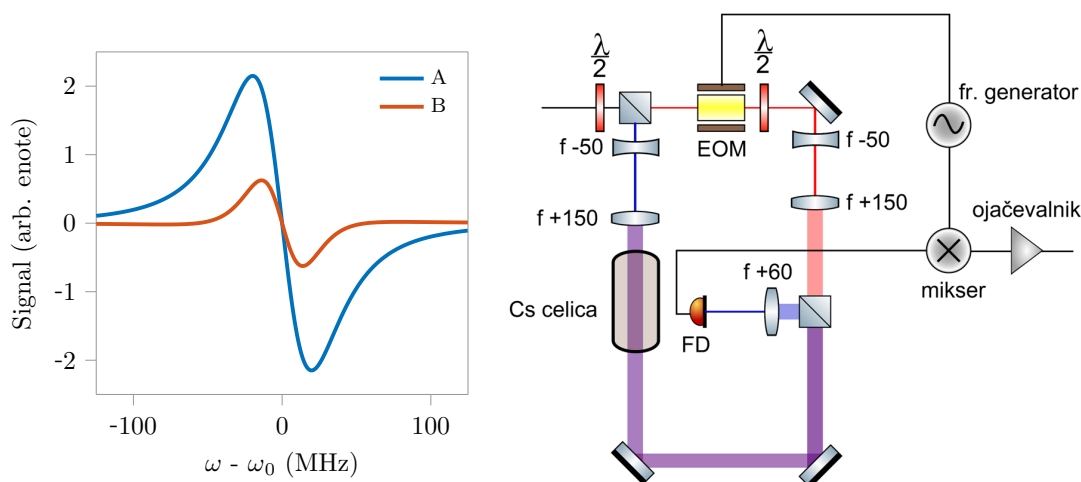 Signal (arb. enote)
2
1
0
-1
-2
-100
0
100
ω - ω₀ (MHz)
A
B
λ
2
λ
2
EOM
fr. generator
f -50
f -50
f +150
f +150
ojačevalnik
mikser
f +60
Cs celica
FD